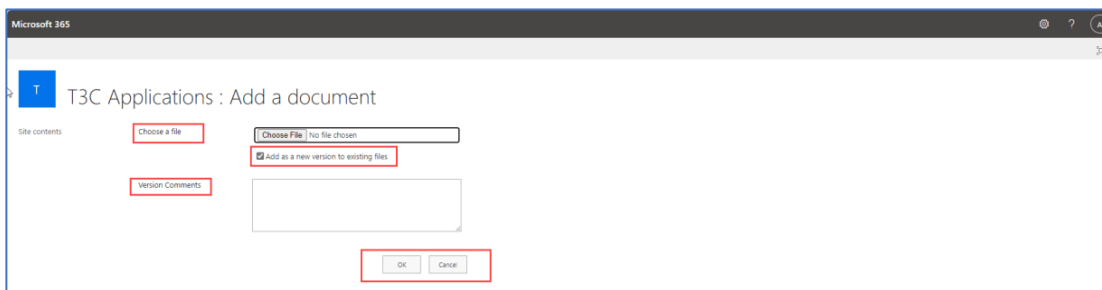 Microsoft 365
?
A
T
T3C Applications : Add a document
Site contents
Choose a file
Choose File No file chosen
Add as a new version to existing files
Version Comments
OK
Cancel